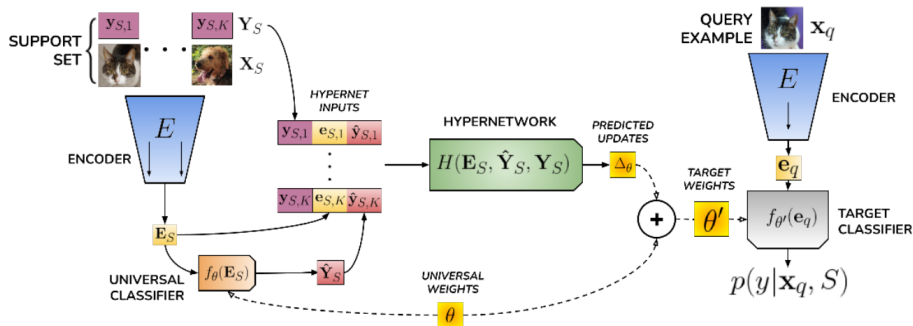 SUPPORT
SET
𝐲_{S,1}
· · ·
𝐲_{S,K}
𝐘_S
𝐗_S
ENCODER
E
𝐄_S
UNIVERSAL
CLASSIFIER
f_θ(𝐄_S)
𝐘̂_S
HYPERNET
INPUTS
𝐲_{S,1} 𝐞_{S,1} 𝐲̂_{S,1}
𝐲_{S,K} 𝐞_{S,K} 𝐲̂_{S,K}
HYPERNETWORK
H(𝐄_S, 𝐘̂_S, 𝐘_S)
PREDICTED
UPDATES
Δ_θ
UNIVERSAL
WEIGHTS
θ
+
TARGET
WEIGHTS
θ′
QUERY
EXAMPLE
𝐱_q
E
ENCODER
𝐞_q
f_{θ′}(𝐞_q)
TARGET
CLASSIFIER
p(y|𝐱_q, S)